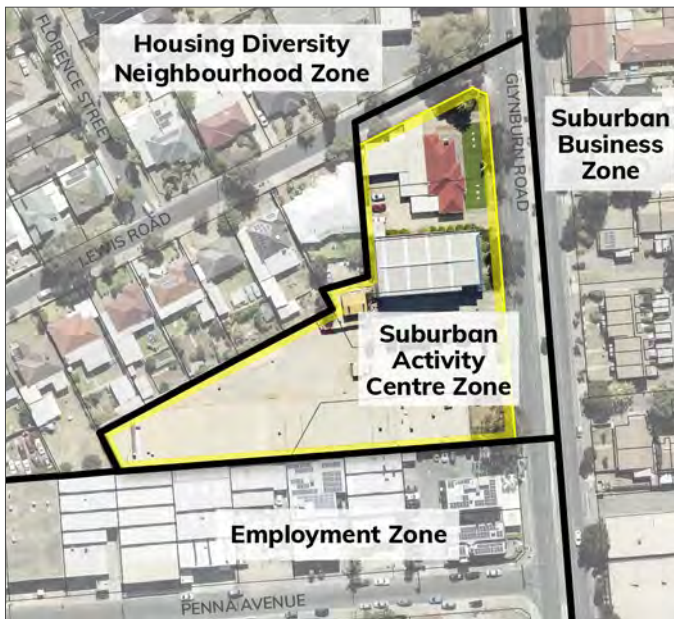 Housing Diversity
Neighbourhood Zone
FLORENCE STREET
GLYNBURN ROAD
Suburban
Business
Zone
LEWIS ROAD
Suburban
Activity
Centre Zone
Employment Zone
PENNA AVENUE